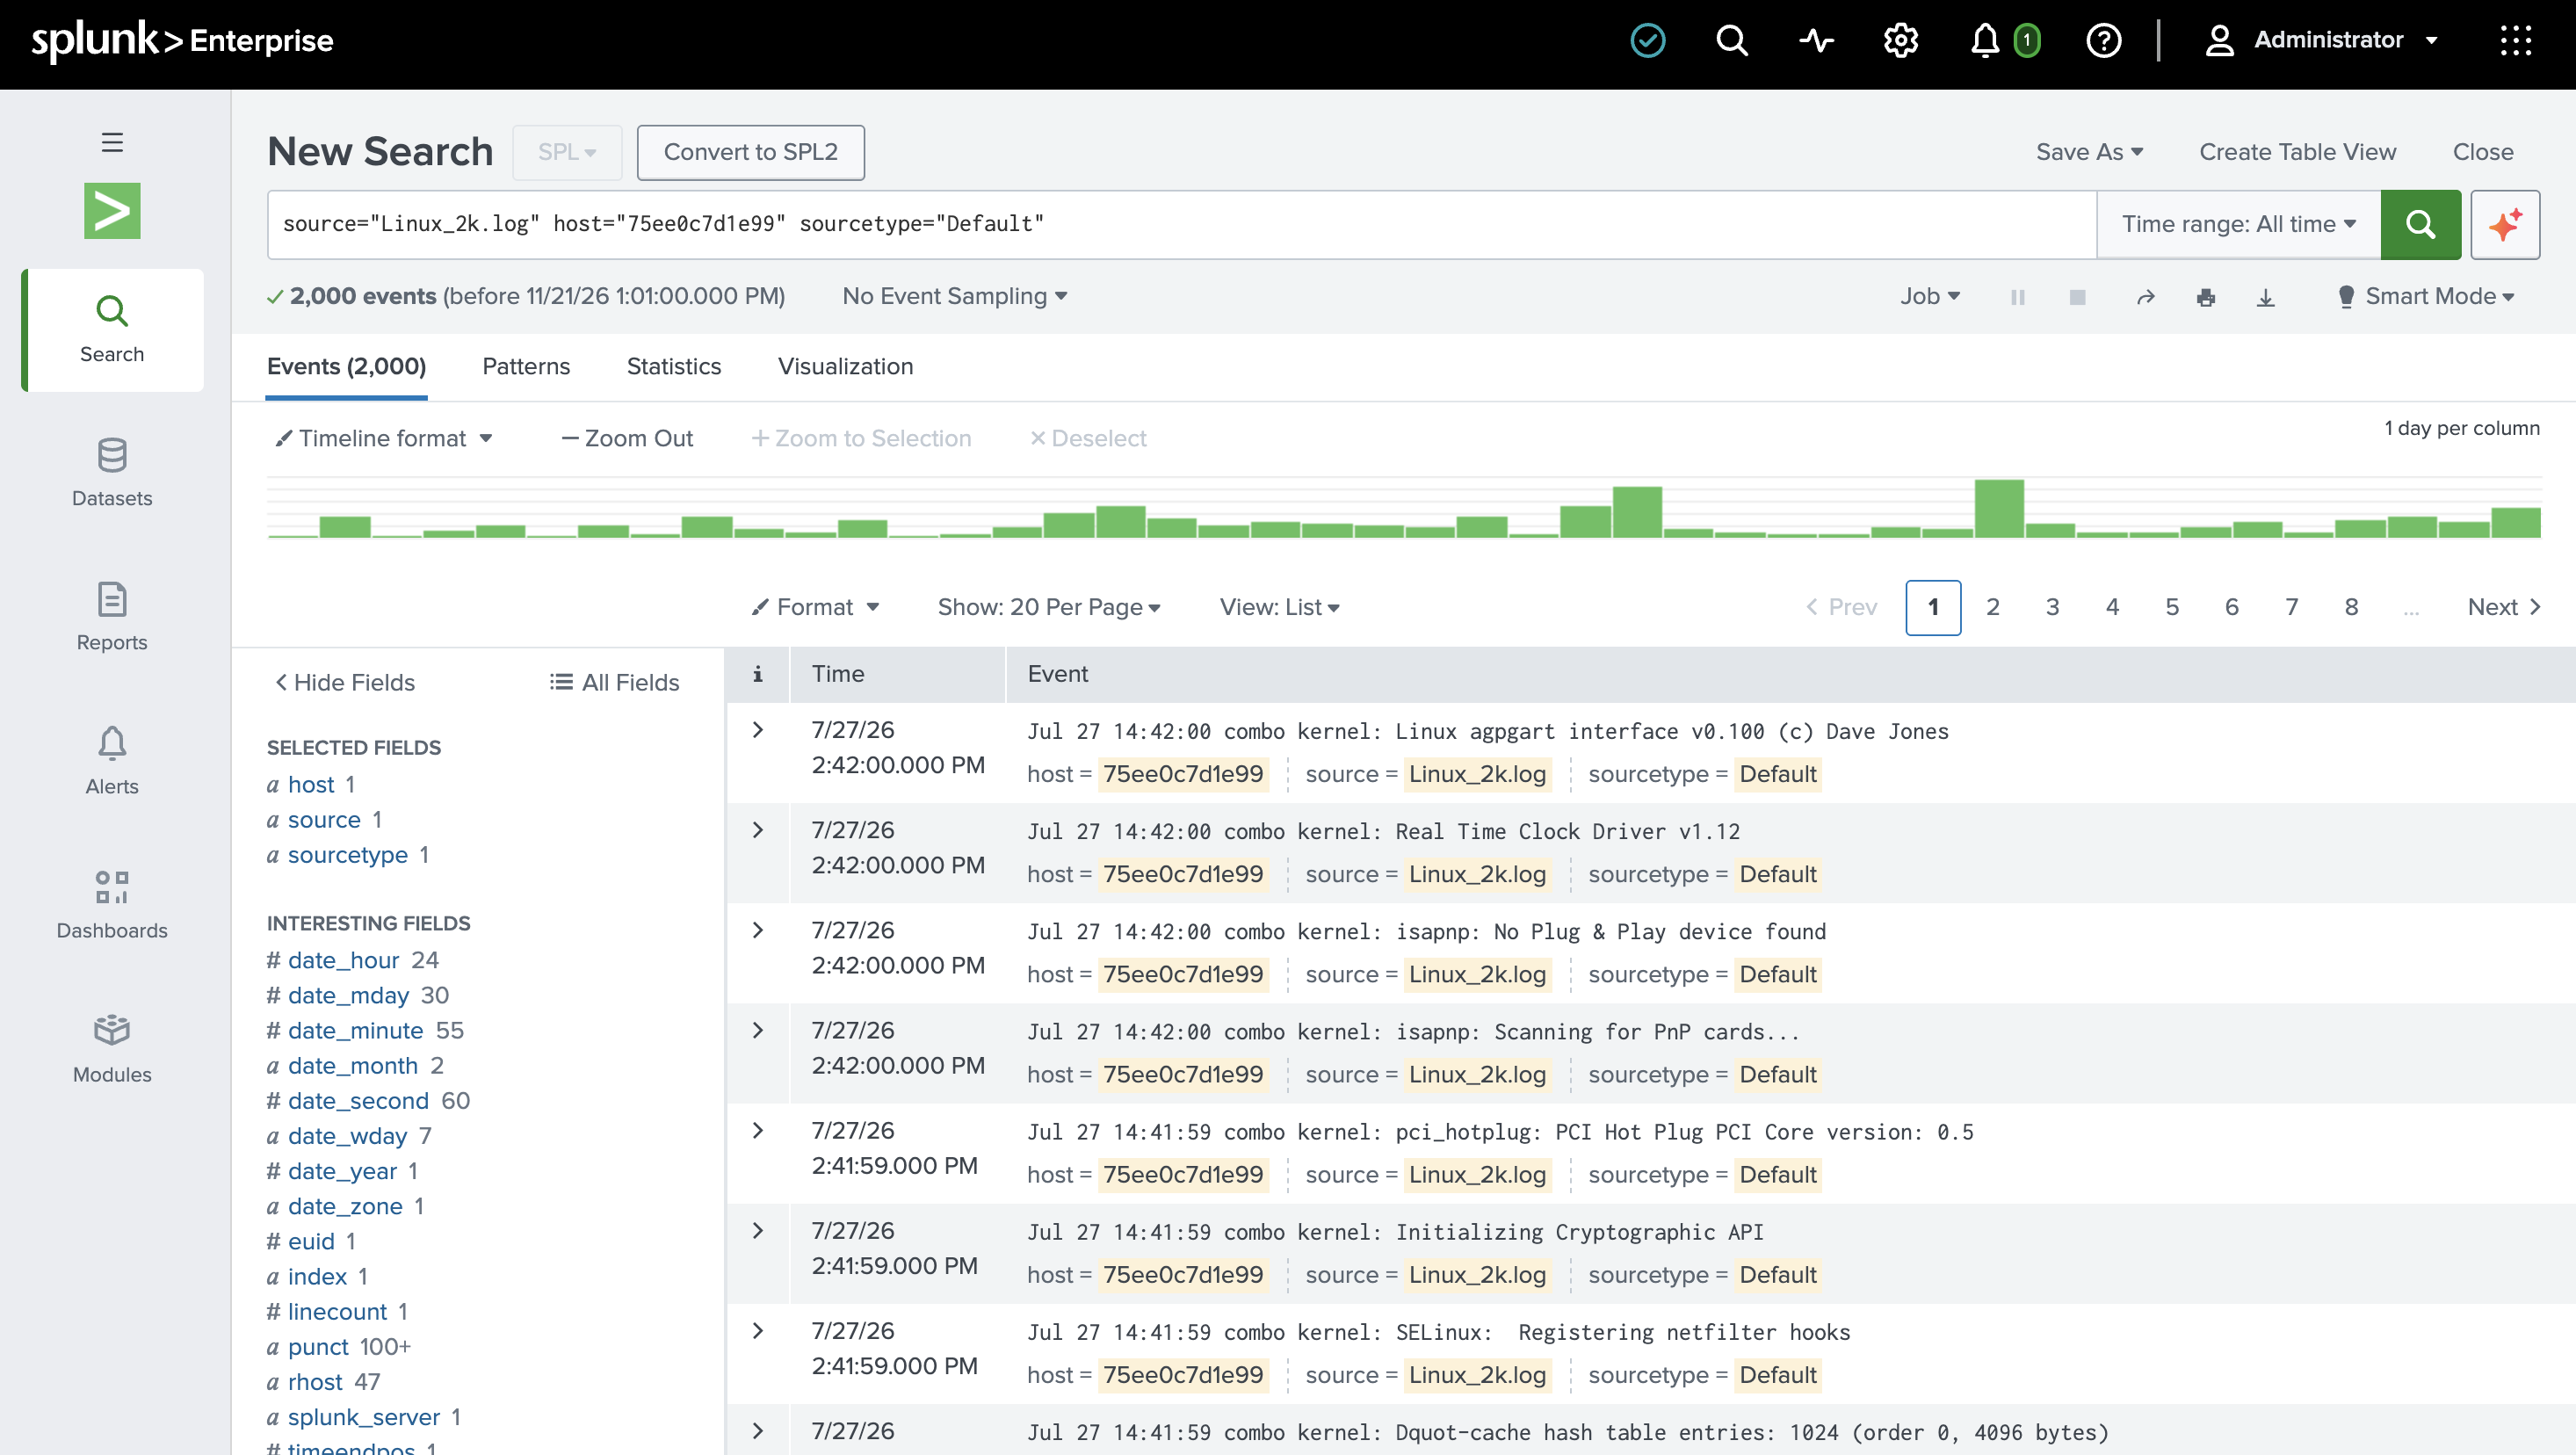 splunk> Enterprise
1
Administrator
New Search
SPL
Convert to SPL2
Save As
Create Table View
Close
source="Linux_2k.log" host="75ee0c7d1e99" sourcetype="Default"
Time range: All time
2,000 events (before 11/21/26 1:01:00.000 PM)
No Event Sampling
Job
Smart Mode
Search
Datasets
Reports
Alerts
Dashboards
Modules
Events (2,000)
Patterns
Statistics
Visualization
Timeline format
Zoom Out
+ Zoom to Selection
× Deselect
1 day per column
Format
Show: 20 Per Page
View: List
< Prev
1
2
3
4
5
6
7
8
...
Next >
< Hide Fields
All Fields
SELECTED FIELDS
a host 1
a source 1
a sourcetype 1
INTERESTING FIELDS
# date_hour 24
# date_mday 30
# date_minute 55
a date_month 2
# date_second 60
a date_wday 7
# date_year 1
a date_zone 1
# euid 1
a index 1
# linecount 1
a punct 100+
a rhost 47
a splunk_server 1
# timeendpos 1
i
Time
Event
7/27/26
2:42:00.000 PM
Jul 27 14:42:00 combo kernel: Linux agpgart interface v0.100 (c) Dave Jones
host = 75ee0c7d1e99 source = Linux_2k.log sourcetype = Default
7/27/26
2:42:00.000 PM
Jul 27 14:42:00 combo kernel: Real Time Clock Driver v1.12
host = 75ee0c7d1e99 source = Linux_2k.log sourcetype = Default
7/27/26
2:42:00.000 PM
Jul 27 14:42:00 combo kernel: isapnp: No Plug & Play device found
host = 75ee0c7d1e99 source = Linux_2k.log sourcetype = Default
7/27/26
2:42:00.000 PM
Jul 27 14:42:00 combo kernel: isapnp: Scanning for PnP cards...
host = 75ee0c7d1e99 source = Linux_2k.log sourcetype = Default
7/27/26
2:41:59.000 PM
Jul 27 14:41:59 combo kernel: pci_hotplug: PCI Hot Plug PCI Core version: 0.5
host = 75ee0c7d1e99 source = Linux_2k.log sourcetype = Default
7/27/26
2:41:59.000 PM
Jul 27 14:41:59 combo kernel: Initializing Cryptographic API
host = 75ee0c7d1e99 source = Linux_2k.log sourcetype = Default
7/27/26
2:41:59.000 PM
Jul 27 14:41:59 combo kernel: SELinux:  Registering netfilter hooks
host = 75ee0c7d1e99 source = Linux_2k.log sourcetype = Default
7/27/26
Jul 27 14:41:59 combo kernel: Dquot-cache hash table entries: 1024 (order 0, 4096 bytes)